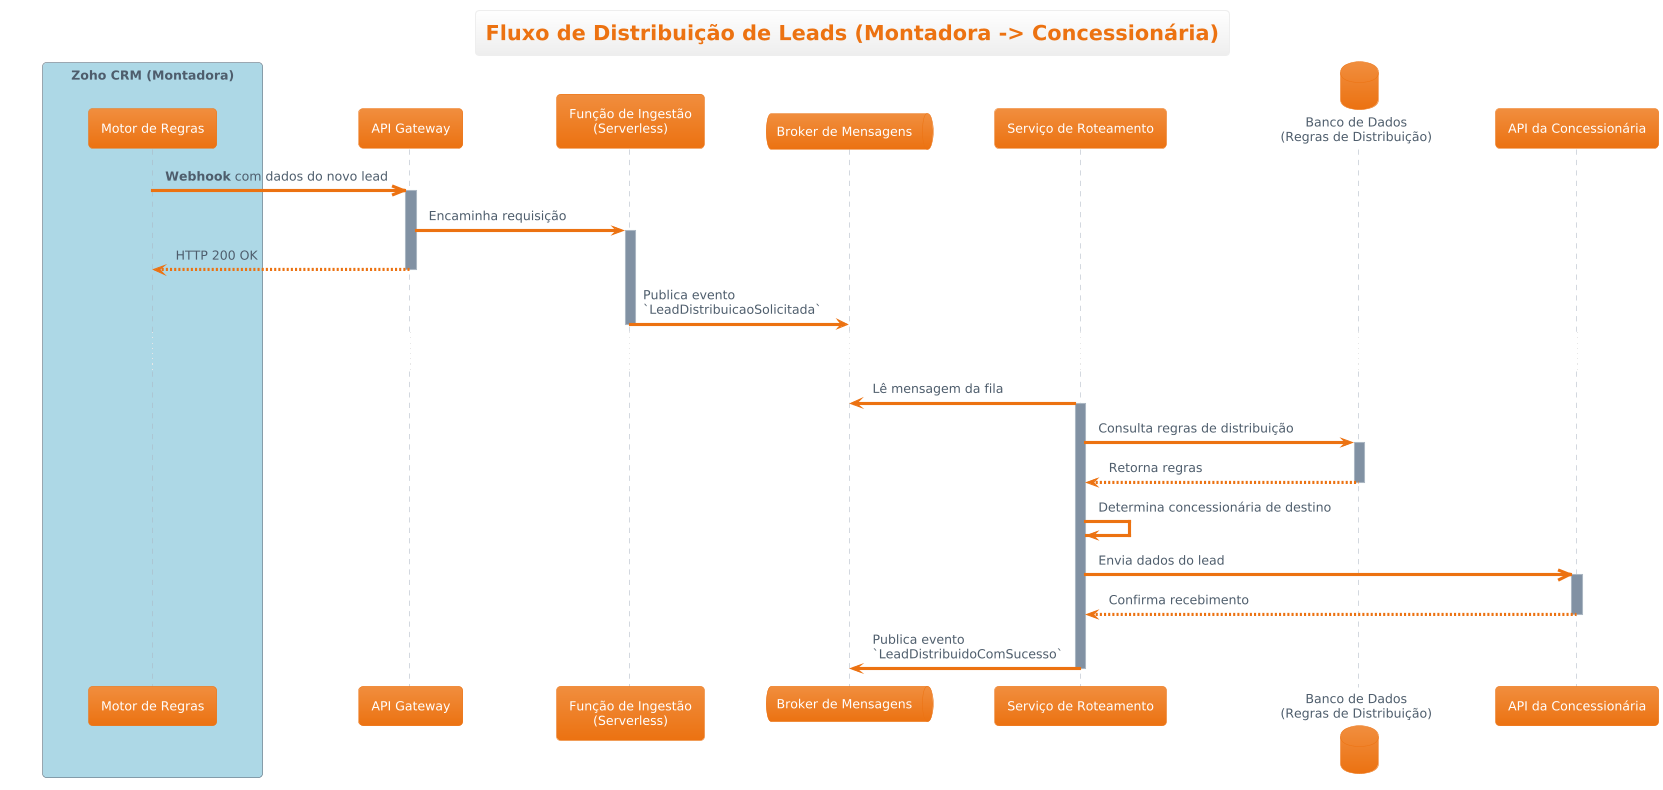 Fluxo de Distribuição de Leads (Montadora -> Concessionária)
Zoho CRM (Montadora)
Motor de Regras
API Gateway
Função de Ingestão
(Serverless)
Broker de Mensagens
Serviço de Roteamento
Banco de Dados
(Regras de Distribuição)
API da Concessionária
Webhook com dados do novo lead
Encaminha requisição
HTTP 200 OK
Publica evento
`LeadDistribuicaoSolicitada`
Lê mensagem da fila
Consulta regras de distribuição
Retorna regras
Determina concessionária de destino
Envia dados do lead
Confirma recebimento
Publica evento
`LeadDistribuidoComSucesso`
Motor de Regras
API Gateway
Função de Ingestão
(Serverless)
Broker de Mensagens
Serviço de Roteamento
Banco de Dados
(Regras de Distribuição)
API da Concessionária